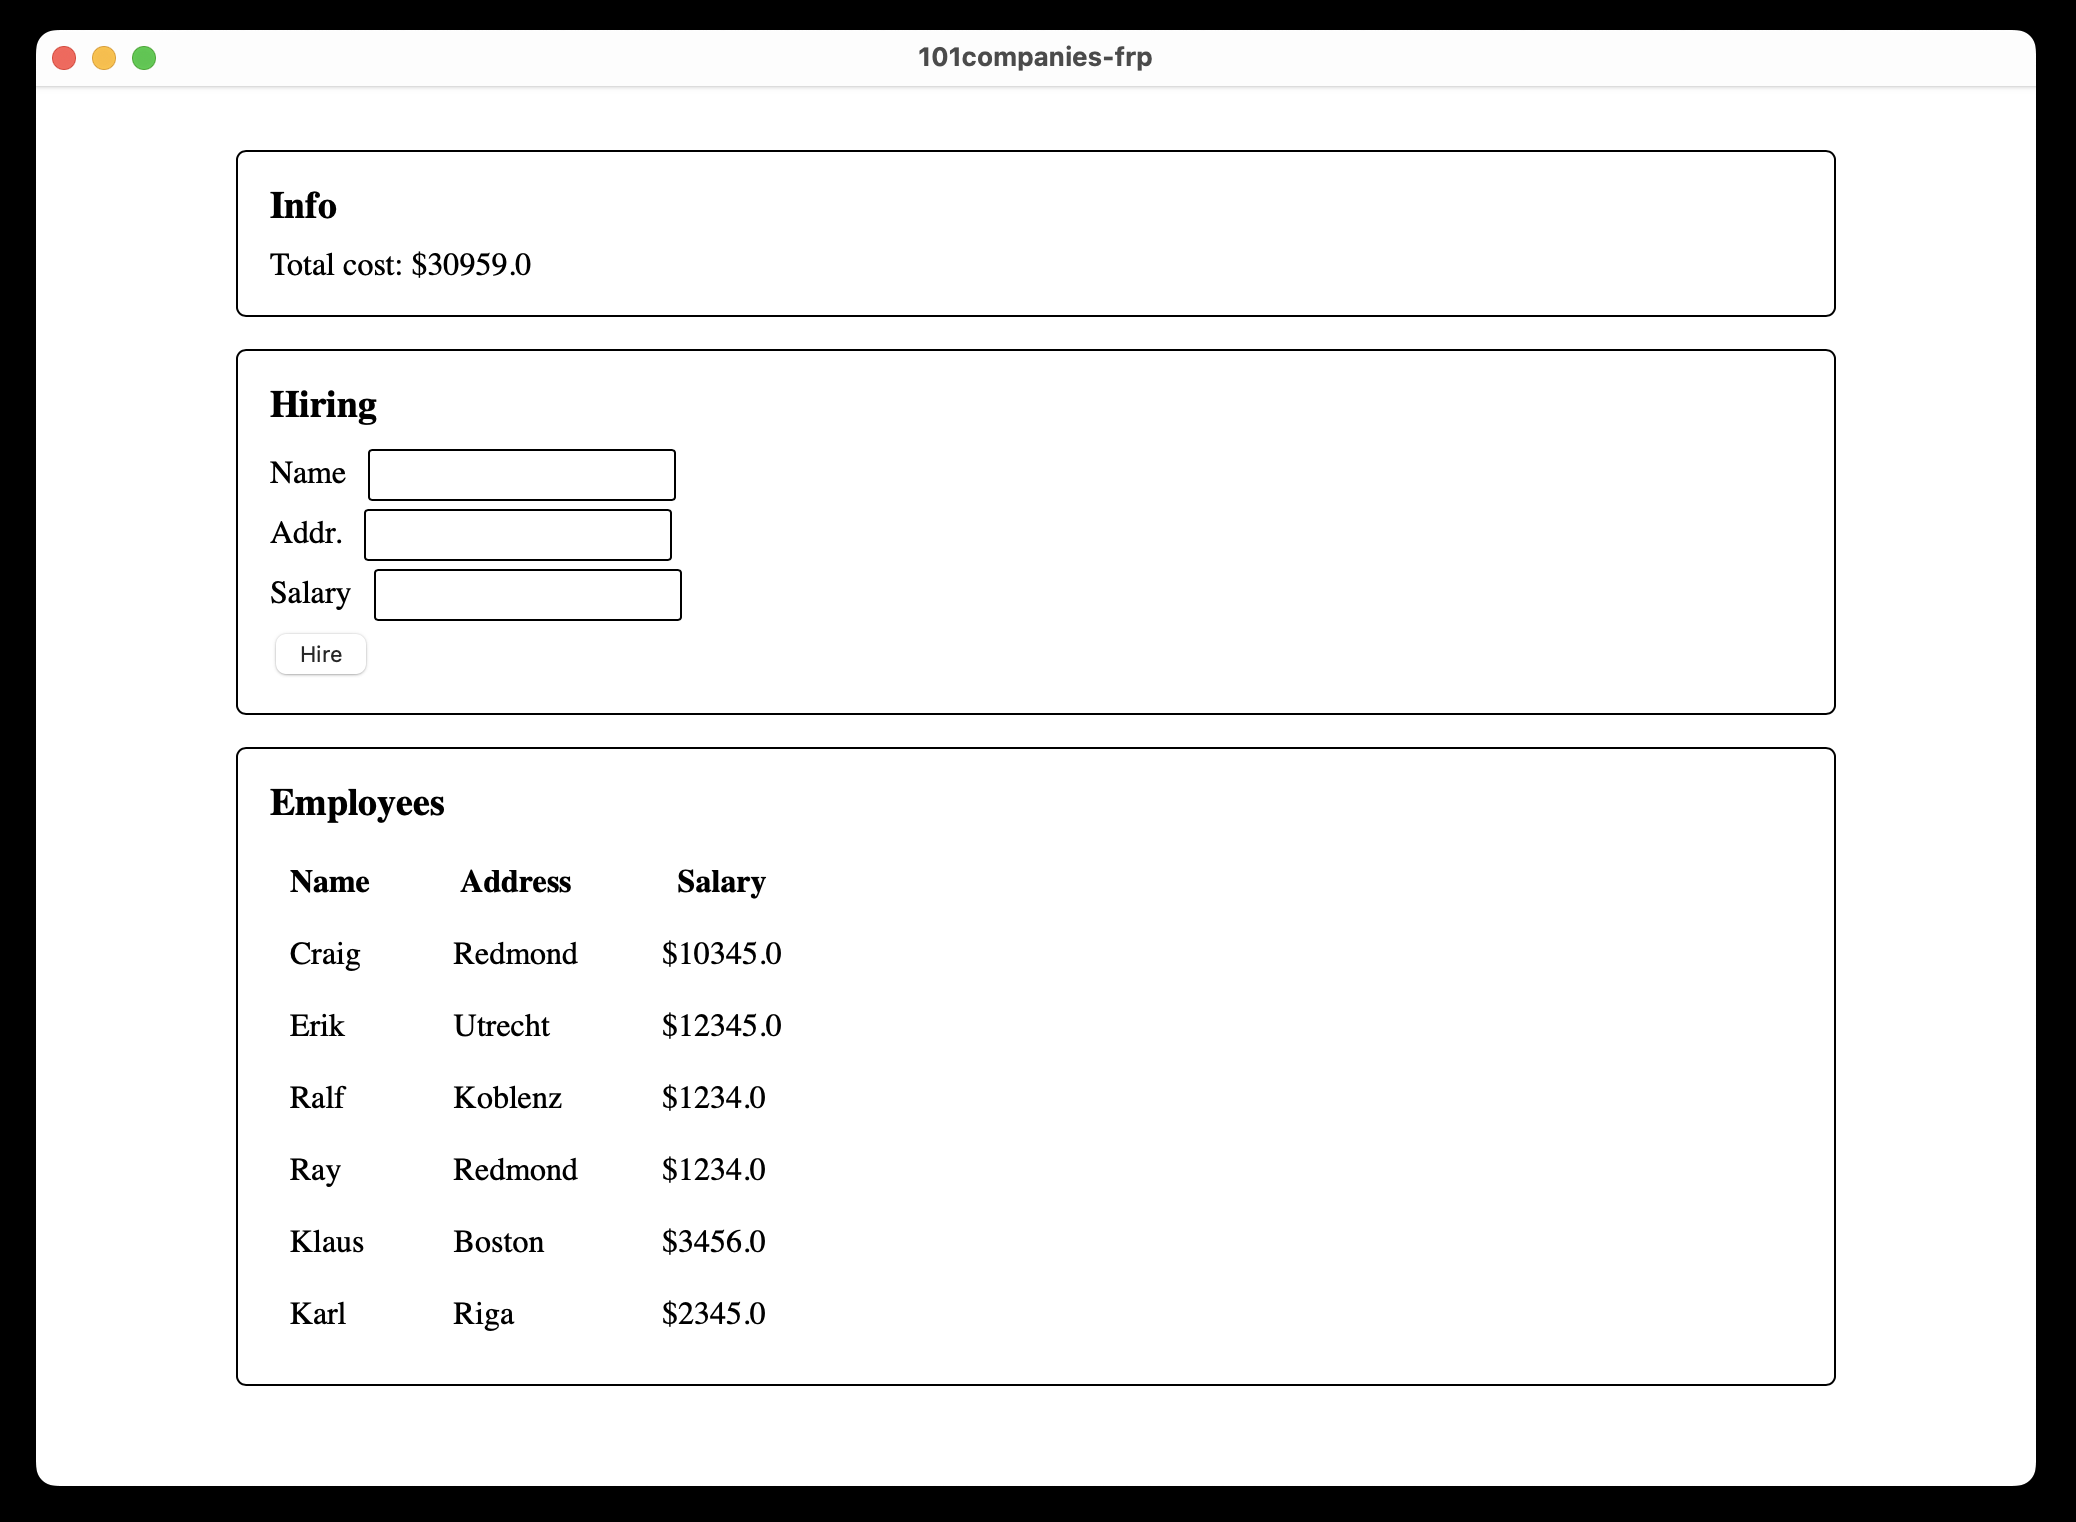 101companies-frp
Info
Total cost: $30959.0
Hiring
Name
Addr.
Salary
Hire
Employees
Name Address Salary
Craig Redmond $10345.0
Erik Utrecht $12345.0
Ralf Koblenz $1234.0
Ray Redmond $1234.0
Klaus Boston $3456.0
Karl Riga $2345.0